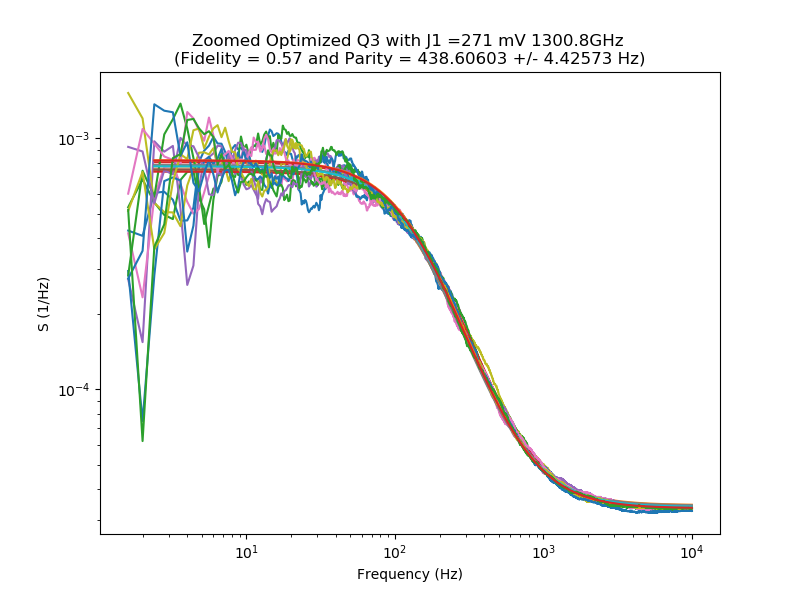 Zoomed Optimized Q3 with J1 =271 mV 1300.8GHz
(Fidelity = 0.57 and Parity = 438.60603 +/- 4.42573 Hz)
10⁻³
S (1/Hz)
10⁻⁴
10¹ 10² 10³ 10⁴
Frequency (Hz)